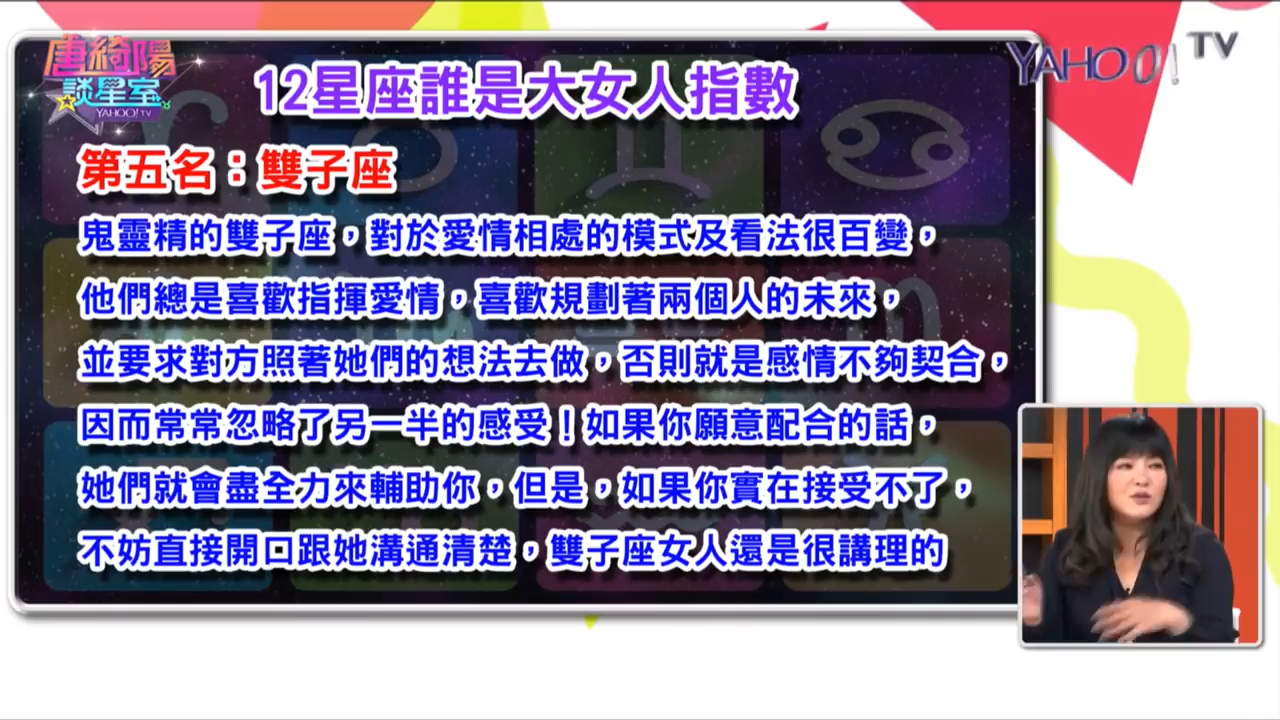 唐綺陽
談星室
YAHOO! TV
YAHOO! TV
12星座誰是大女人指數
第五名：雙子座
鬼靈精的雙子座，對於愛情相處的模式及看法很百變，
他們總是喜歡指揮愛情，喜歡規劃著兩個人的未來，
並要求對方照著她們的想法去做，否則就是感情不夠契合，
因而常常忽略了另一半的感受！如果你願意配合的話，
她們就會盡全力來輔助你，但是，如果你實在接受不了，
不妨直接開口跟她溝通清楚，雙子座女人還是很講理的